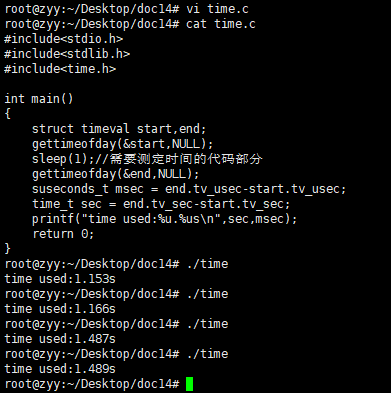 root@zyy:~/Desktop/doc14# vi time.c
root@zyy:~/Desktop/doc14# cat time.c
#include<stdio.h>
#include<stdlib.h>
#include<time.h>
int main()
{
    struct timeval start,end;
    gettimeofday(&start,NULL);
    sleep(1);//需要测定时间的代码部分
    gettimeofday(&end,NULL);
    suseconds_t msec = end.tv_usec-start.tv_usec;
    time_t sec = end.tv_sec-start.tv_sec;
    printf("time used:%u.%us\n",sec,msec);
    return 0;
}
root@zyy:~/Desktop/doc14# ./time
time used:1.153s
root@zyy:~/Desktop/doc14# ./time
time used:1.166s
root@zyy:~/Desktop/doc14# ./time
time used:1.487s
root@zyy:~/Desktop/doc14# ./time
time used:1.489s
root@zyy:~/Desktop/doc14#